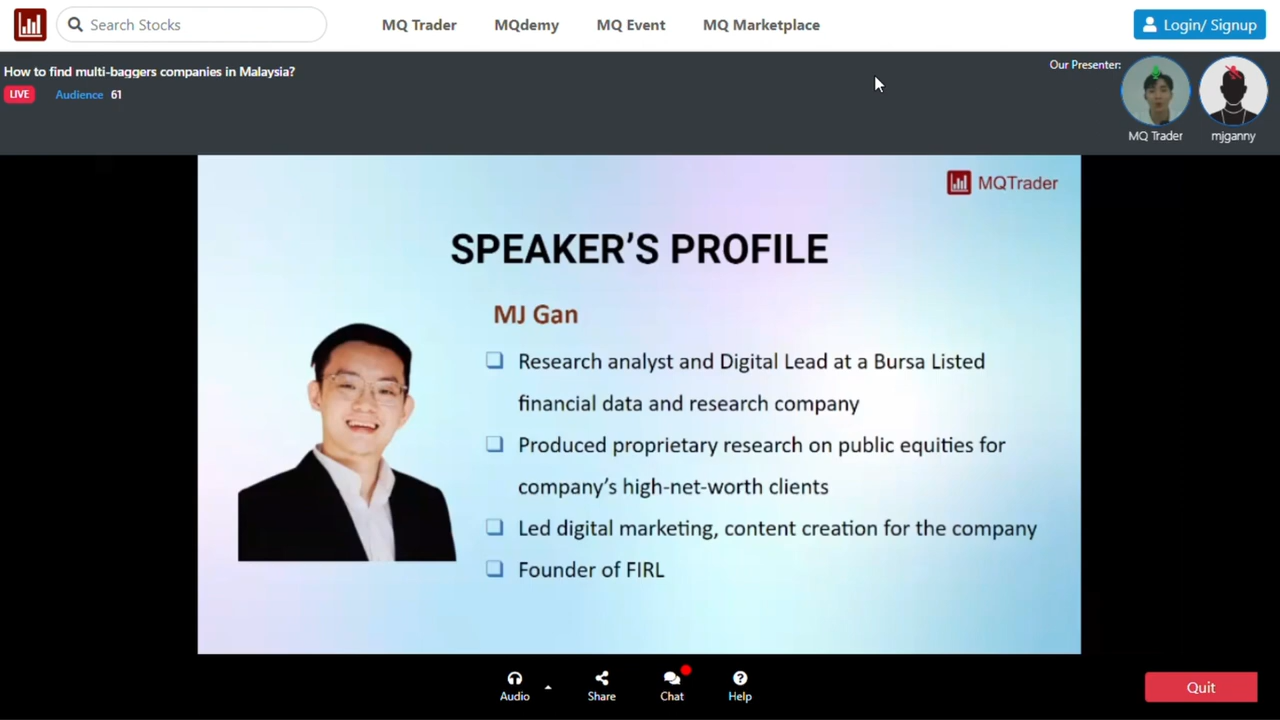 Search Stocks
MQ Trader
MQdemy
MQ Event
MQ Marketplace
Login/ Signup
How to find multi-baggers companies in Malaysia?
LIVE
Audience 61
Our Presenter:
MQ Trader
mjganny
MQTrader
SPEAKER'S PROFILE
MJ Gan
Research analyst and Digital Lead at a Bursa Listed
financial data and research company
Produced proprietary research on public equities for
company's high-net-worth clients
Led digital marketing, content creation for the company
Founder of FIRL
Audio
Share
Chat
Help
Quit